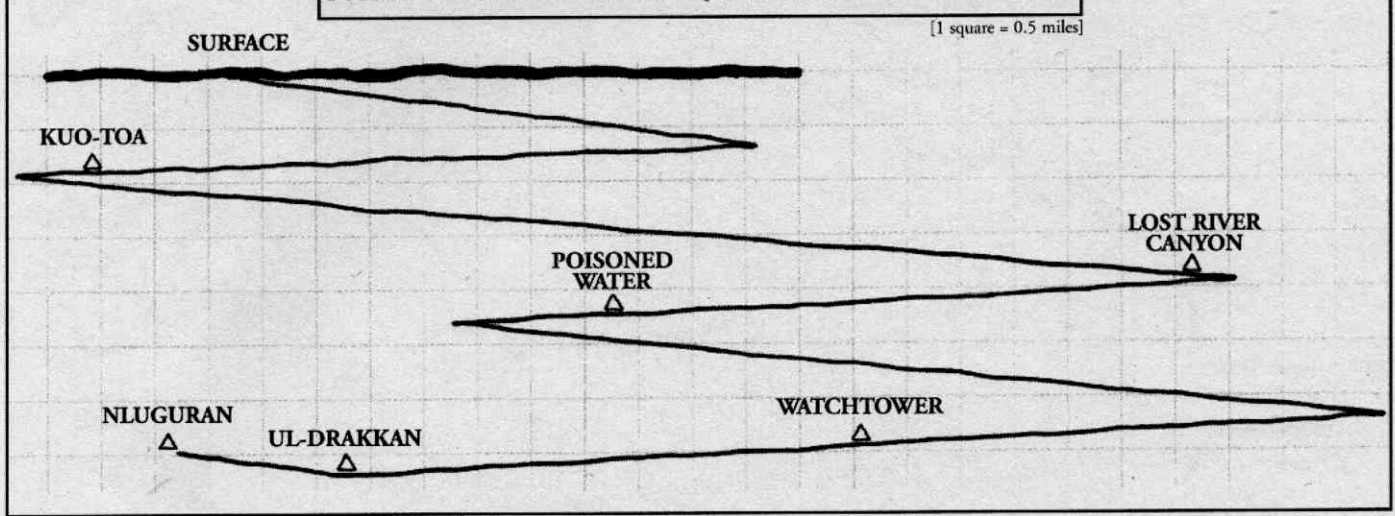 [1 square = 0.5 miles]
SURFACE
KUO-TOA
LOST RIVER
CANYON
POISONED
WATER
NLUGURAN
UL-DRAKKAN
WATCHTOWER